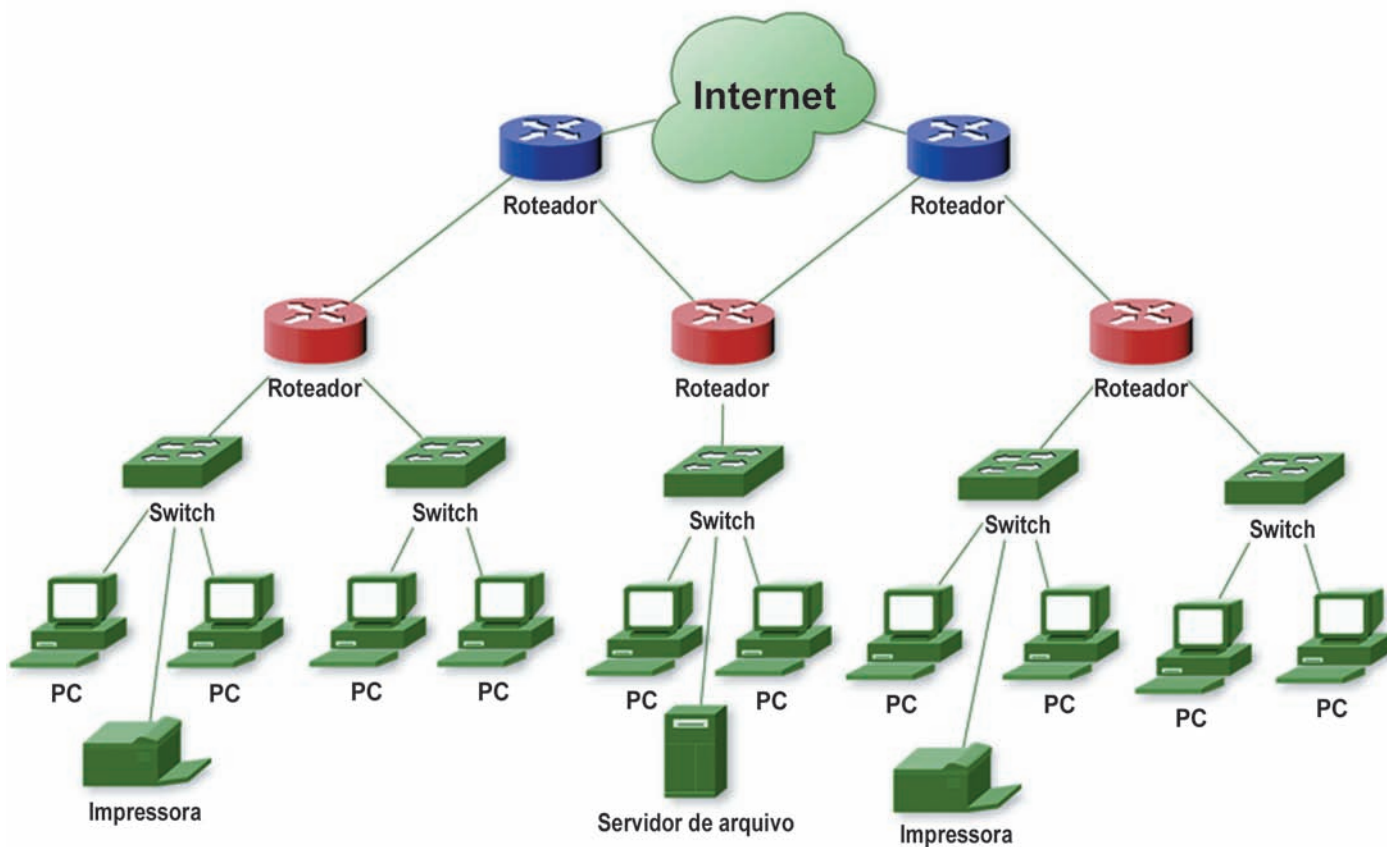 Internet
Roteador
Roteador
Roteador
Roteador
Roteador
Switch
Switch
Switch
Switch
Switch
PC
PC
PC
PC
PC
PC
PC
PC
PC
PC
Impressora
Servidor de arquivo
Impressora